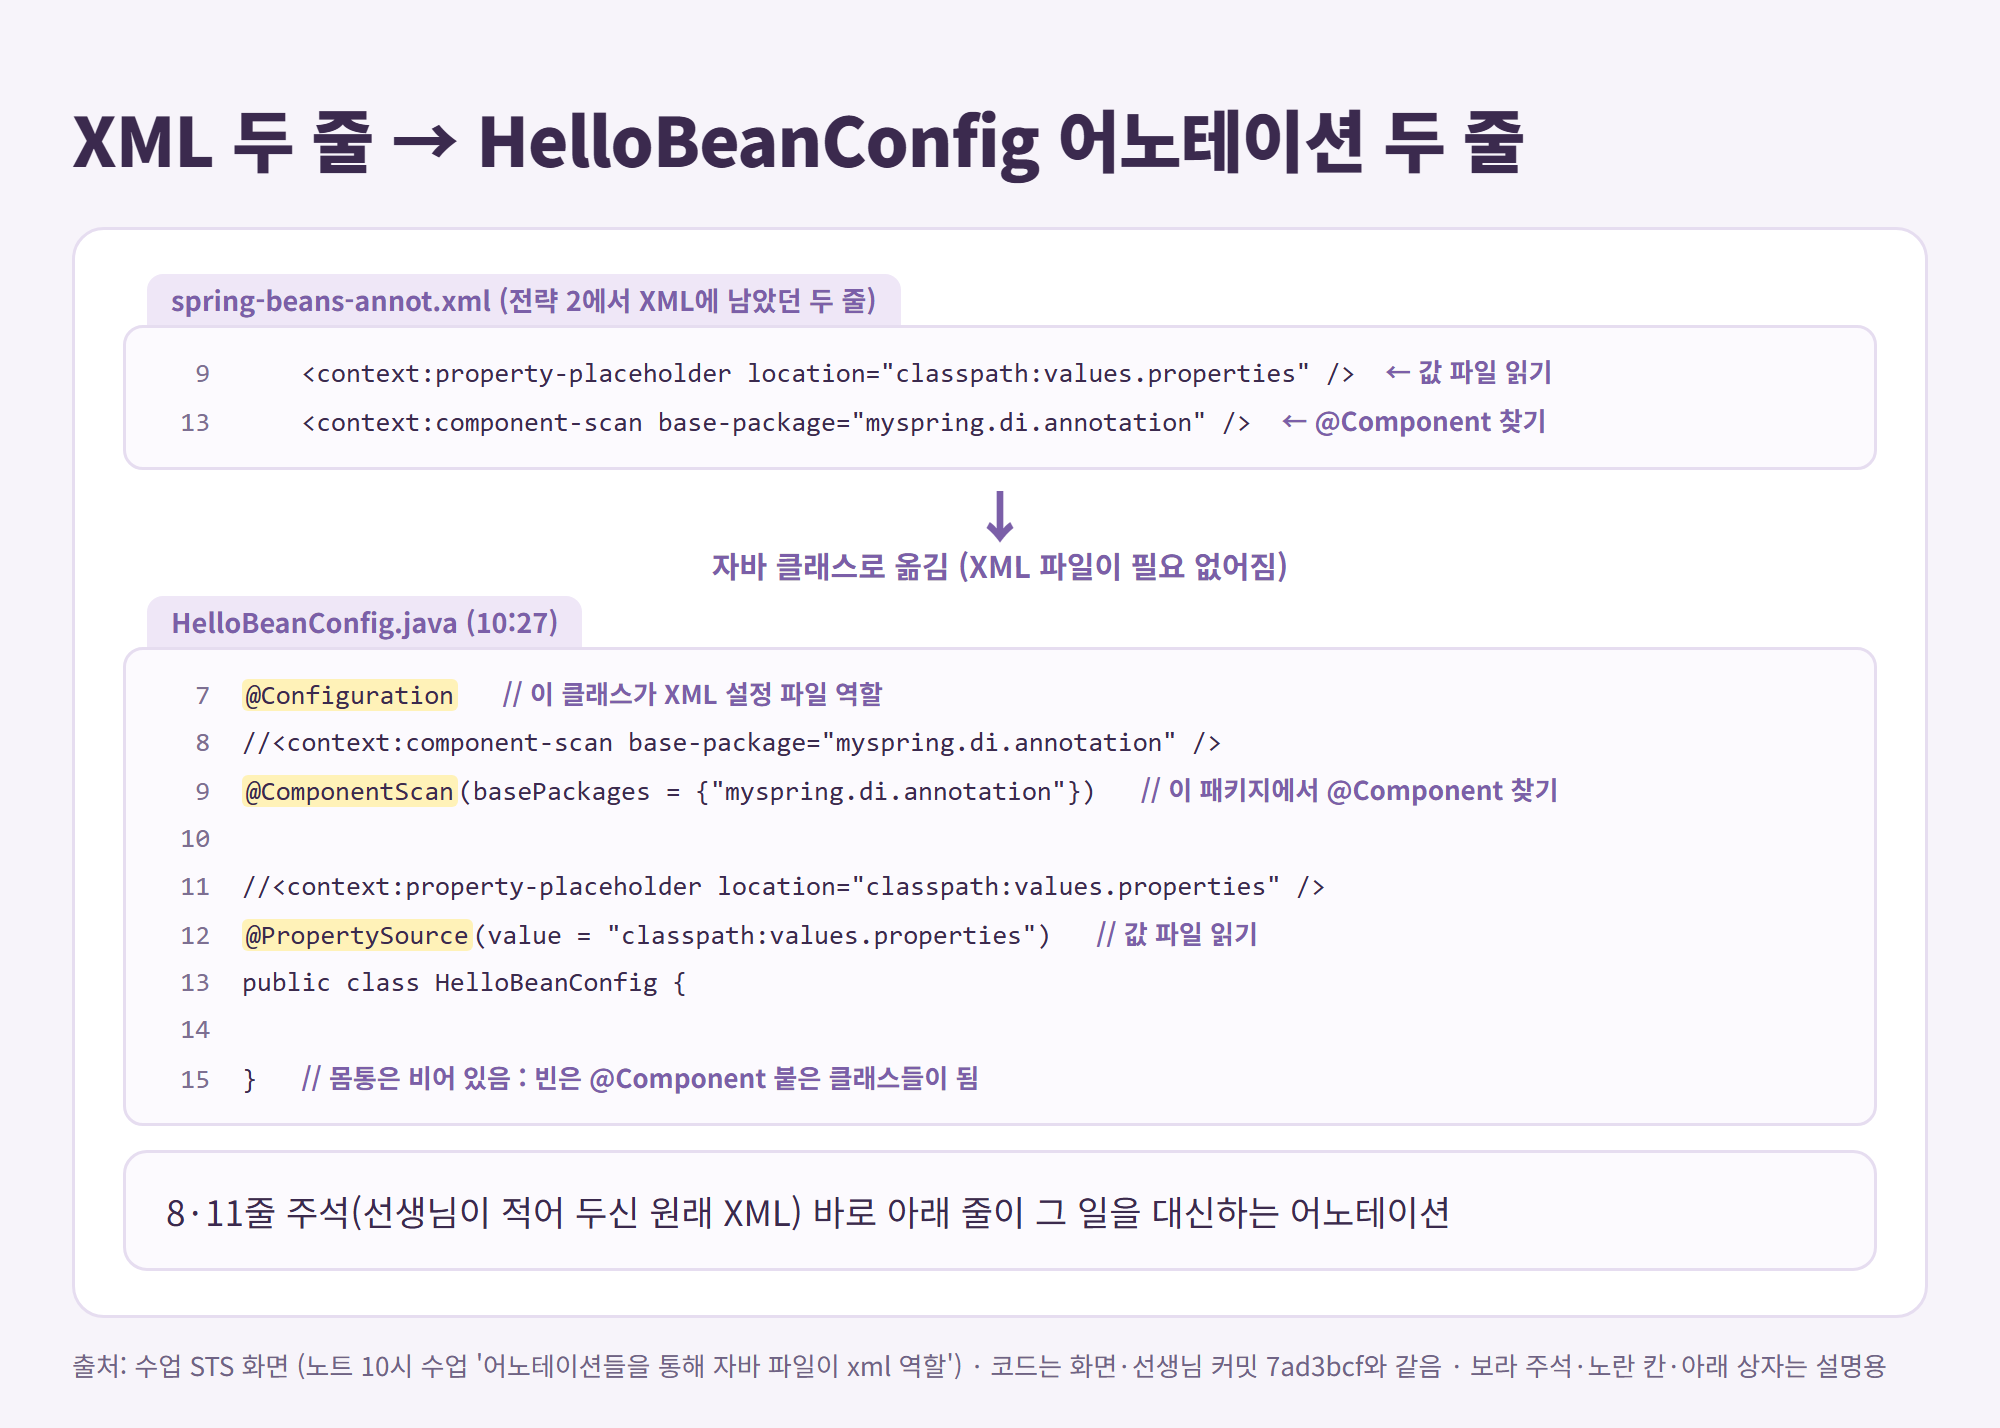 XML 두 줄 → HelloBeanConfig 어노테이션 두 줄
spring-beans-annot.xml (전략 2에서 XML에 남았던 두 줄)
9 <context:property-placeholder location="classpath:values.properties" /> ← 값 파일 읽기
13 <context:component-scan base-package="myspring.di.annotation" /> ← @Component 찾기
↓
자바 클래스로 옮김 (XML 파일이 필요 없어짐)
HelloBeanConfig.java (10:27)
7 @Configuration // 이 클래스가 XML 설정 파일 역할
8 //<context:component-scan base-package="myspring.di.annotation" />
9 @ComponentScan(basePackages = {"myspring.di.annotation"}) // 이 패키지에서 @Component 찾기
10
11 //<context:property-placeholder location="classpath:values.properties" />
12 @PropertySource(value = "classpath:values.properties") // 값 파일 읽기
13 public class HelloBeanConfig {
14
15 } // 몸통은 비어 있음 : 빈은 @Component 붙은 클래스들이 됨
8·11줄 주석(선생님이 적어 두신 원래 XML) 바로 아래 줄이 그 일을 대신하는 어노테이션
출처: 수업 STS 화면 (노트 10시 수업 '어노테이션들을 통해 자바 파일이 xml 역할') · 코드는 화면·선생님 커밋 7ad3bcf와 같음 · 보라 주석·노란 칸·아래 상자는 설명용